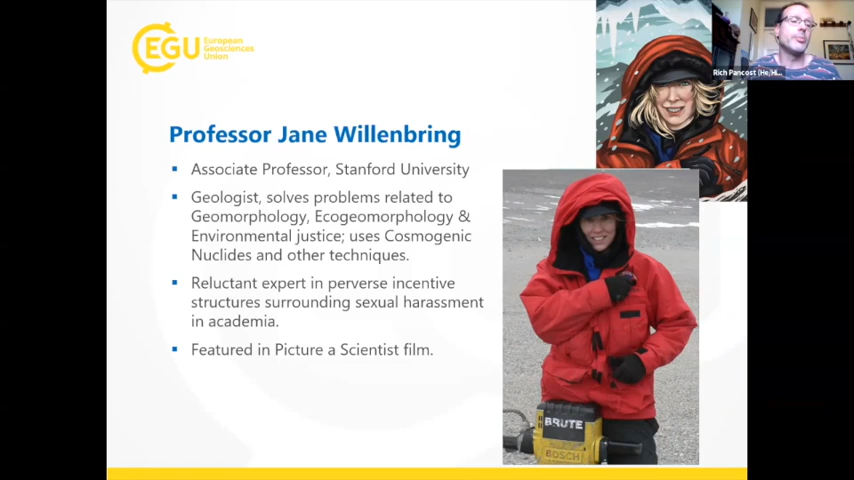 EGU
European
Geosciences
Union
Rich Pancost (He/Hi...
Professor Jane Willenbring
Associate Professor, Stanford University
Geologist, solves problems related to
Geomorphology, Ecogeomorphology &
Environmental justice; uses Cosmogenic
Nuclides and other techniques.
Reluctant expert in perverse incentive
structures surrounding sexual harassment
in academia.
Featured in Picture a Scientist film.
BRUTE
BOSCH